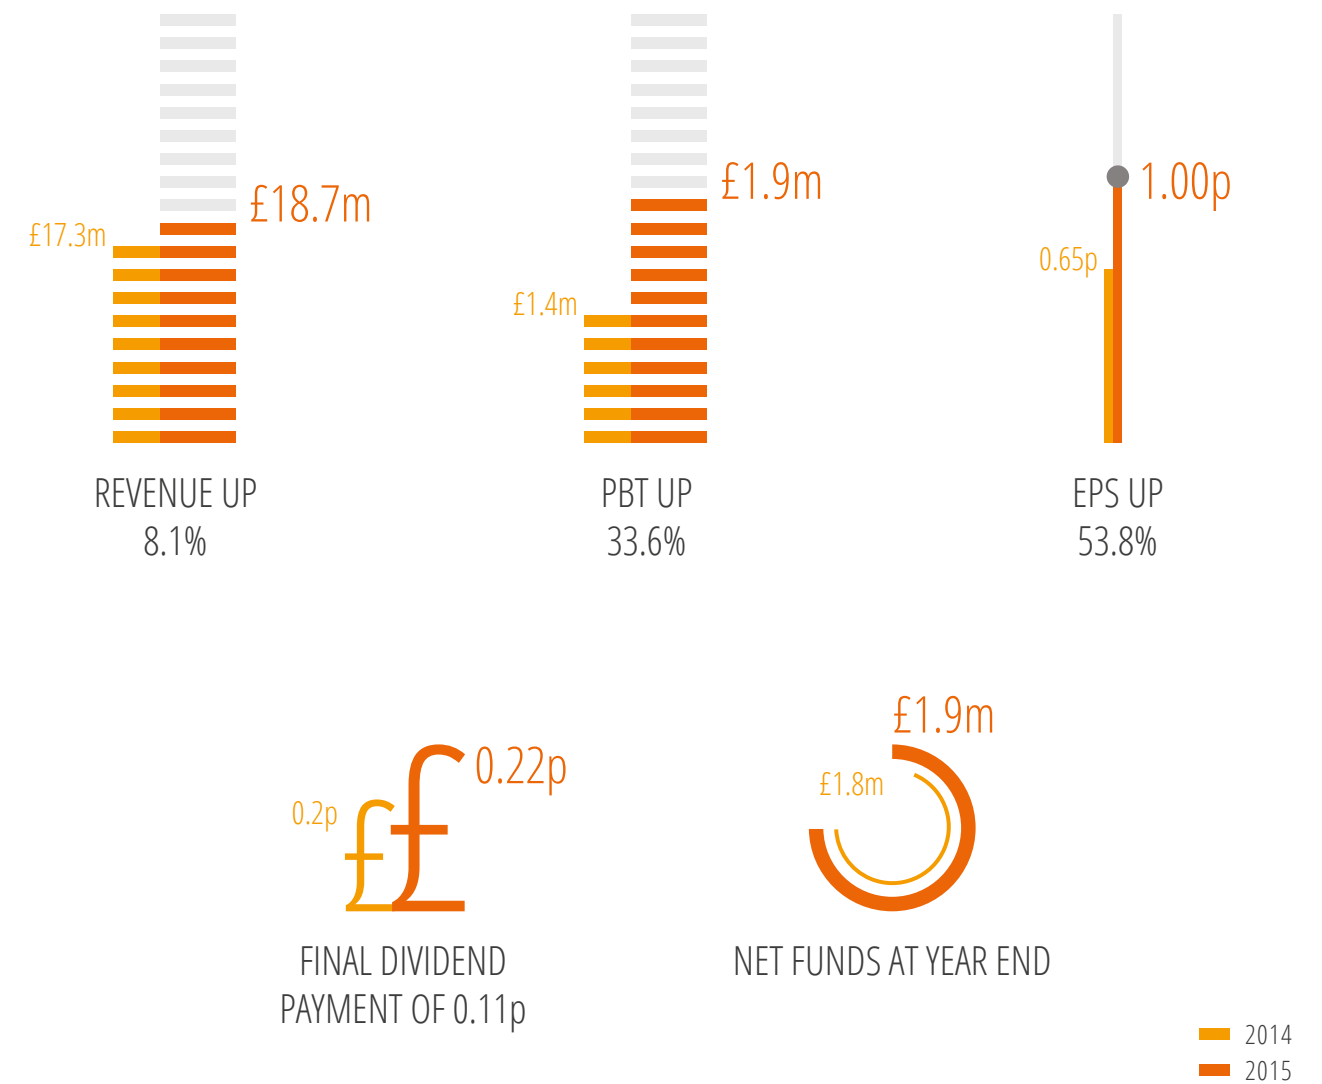 £17.3m
£18.7m
REVENUE UP
8.1%
£1.4m
£1.9m
PBT UP
33.6%
0.65p
1.00p
EPS UP
53.8%
0.2p
0.22p
FINAL DIVIDEND
PAYMENT OF 0.11p
£1.9m
£1.8m
NET FUNDS AT YEAR END
2014
2015